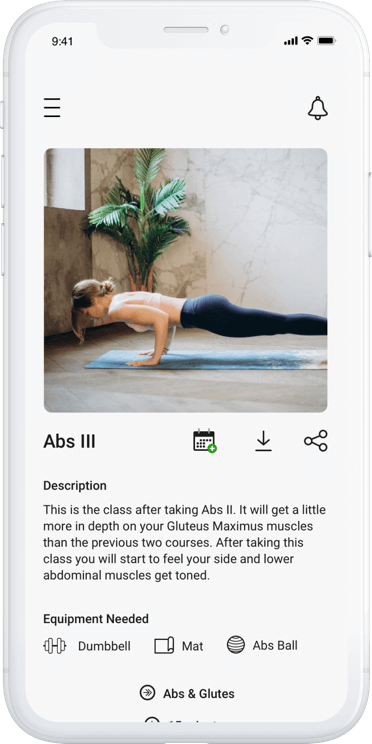 9:41
Abs III
Description
This is the class after taking Abs II. It will get a little
more in depth on your Gluteus Maximus muscles
than the previous two courses. After taking this
class you will start to feel your side and lower
abdominal muscles get toned.
Equipment Needed
Dumbbell Mat Abs Ball
Abs & Glutes